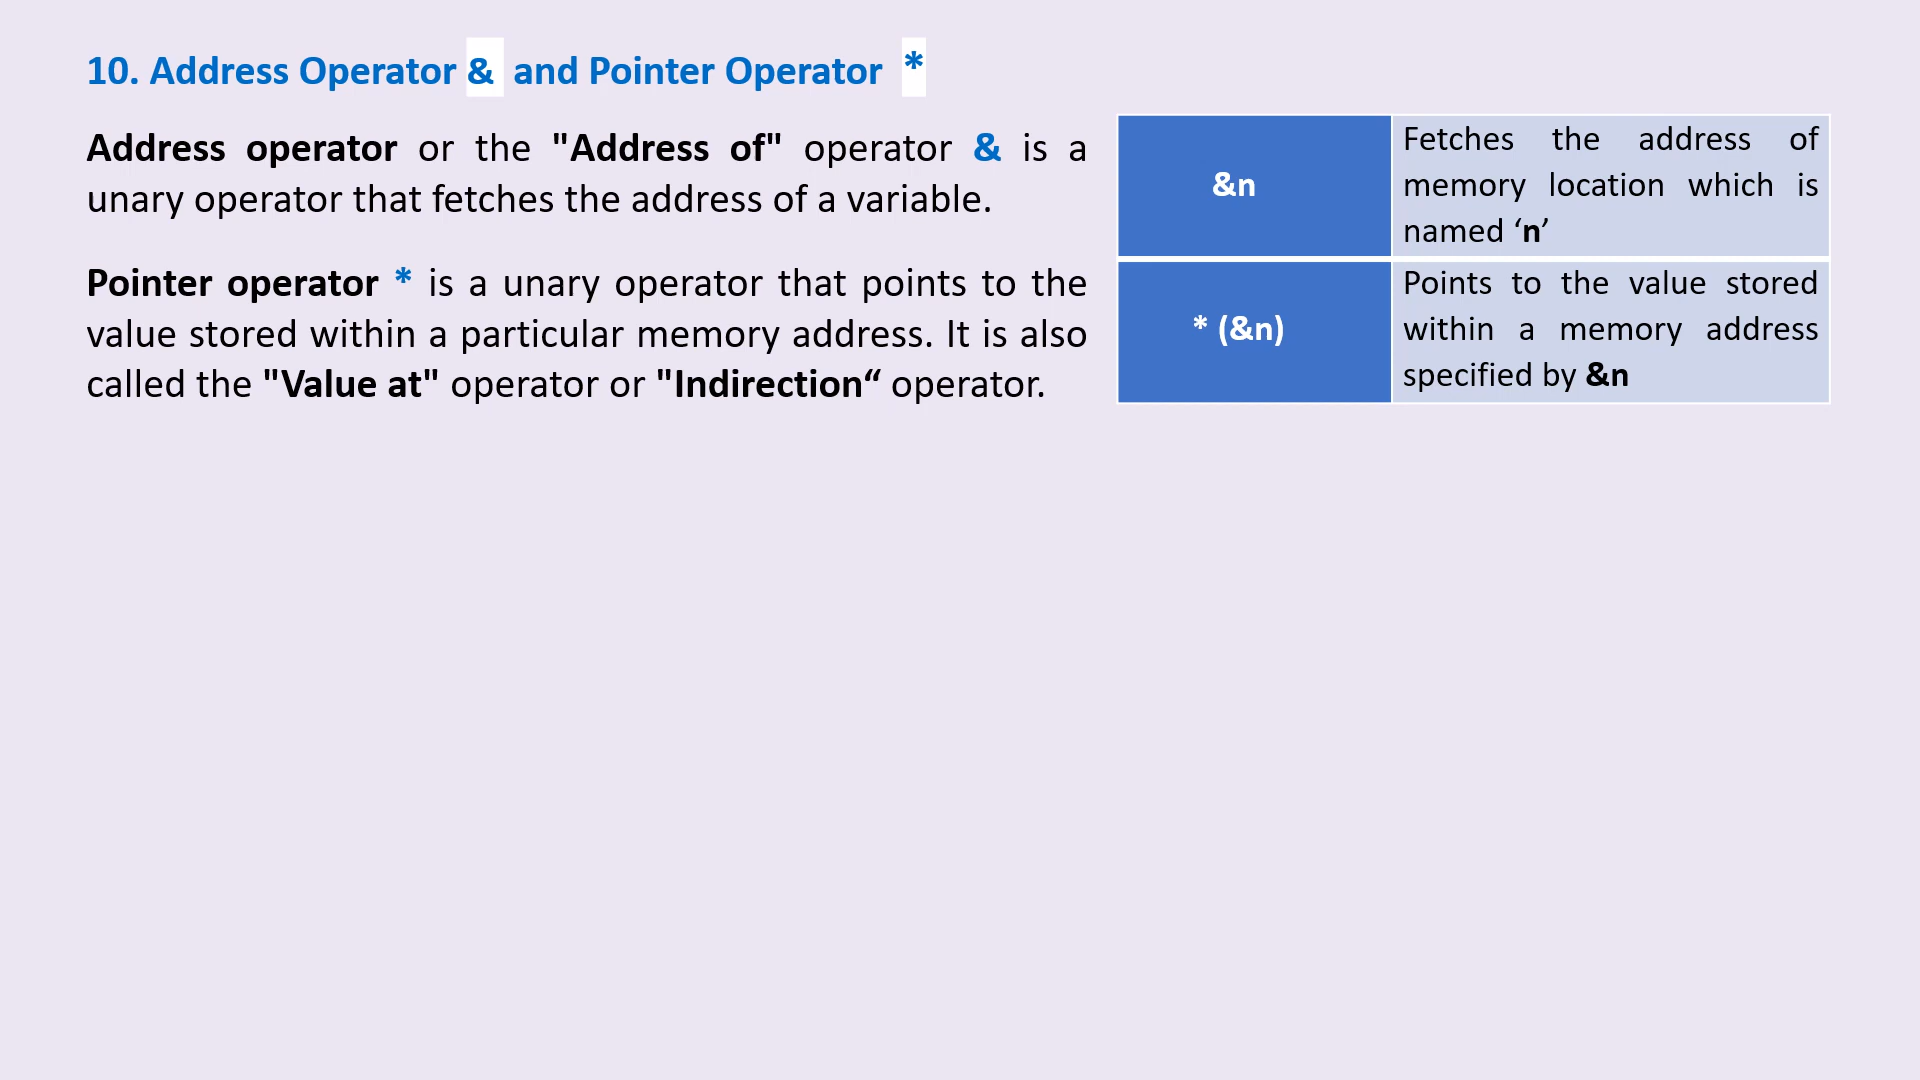 10. Address Operator & and Pointer Operator *
Address operator or the "Address of" operator & is a
unary operator that fetches the address of a variable.
Pointer operator * is a unary operator that points to the
value stored within a particular memory address. It is also
called the "Value at" operator or "Indirection“ operator.
&n
Fetches the address of
memory location which is
named ‘n’
* (&n)
Points to the value stored
within a memory address
specified by &n